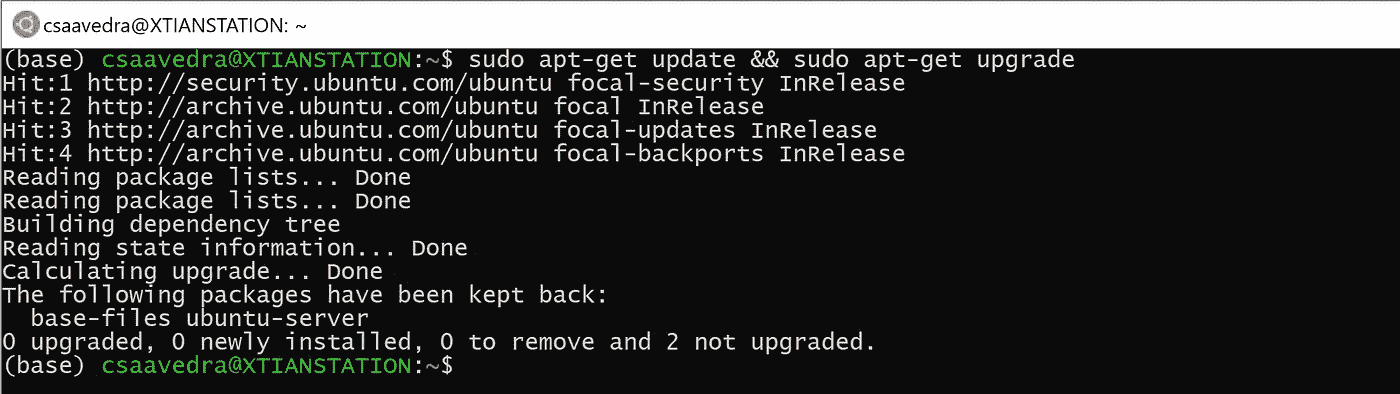 csaavedra@XTIANSTATION: ~
(base) csaavedra@XTIANSTATION:~$ sudo apt-get update && sudo apt-get upgrade
Hit:1 http://security.ubuntu.com/ubuntu focal-security InRelease
Hit:2 http://archive.ubuntu.com/ubuntu focal InRelease
Hit:3 http://archive.ubuntu.com/ubuntu focal-updates InRelease
Hit:4 http://archive.ubuntu.com/ubuntu focal-backports InRelease
Reading package lists... Done
Reading package lists... Done
Building dependency tree
Reading state information... Done
Calculating upgrade... Done
The following packages have been kept back:
  base-files ubuntu-server
0 upgraded, 0 newly installed, 0 to remove and 2 not upgraded.
(base) csaavedra@XTIANSTATION:~$